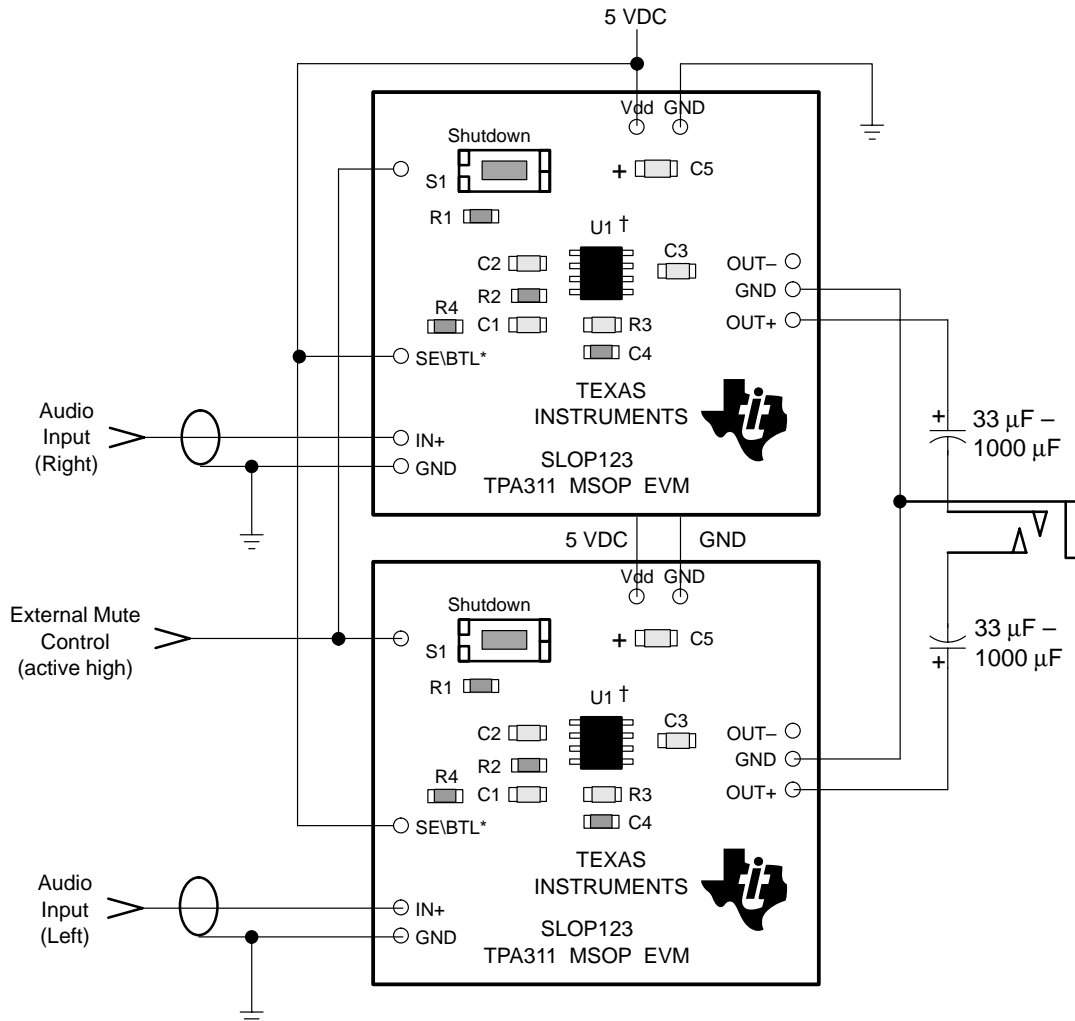 5 VDC
Vdd GND
Shutdown
S1
+
C5
R1
U1 †
C2
C3
OUT–
R2
GND
R4
C1
R3
OUT+
SE\BTL*
C4
Audio
Input
(Right)
TEXAS
INSTRUMENTS
IN+
GND
SLOP123
TPA311 MSOP EVM
+
33 µF –
1000 µF
5 VDC
GND
Vdd GND
External Mute
Control
(active high)
Shutdown
S1
+
C5
R1
33 µF –
1000 µF
+
U1 †
C2
C3
OUT–
R2
GND
R4
C1
R3
OUT+
SE\BTL*
C4
Audio
Input
(Left)
TEXAS
INSTRUMENTS
IN+
GND
SLOP123
TPA311 MSOP EVM